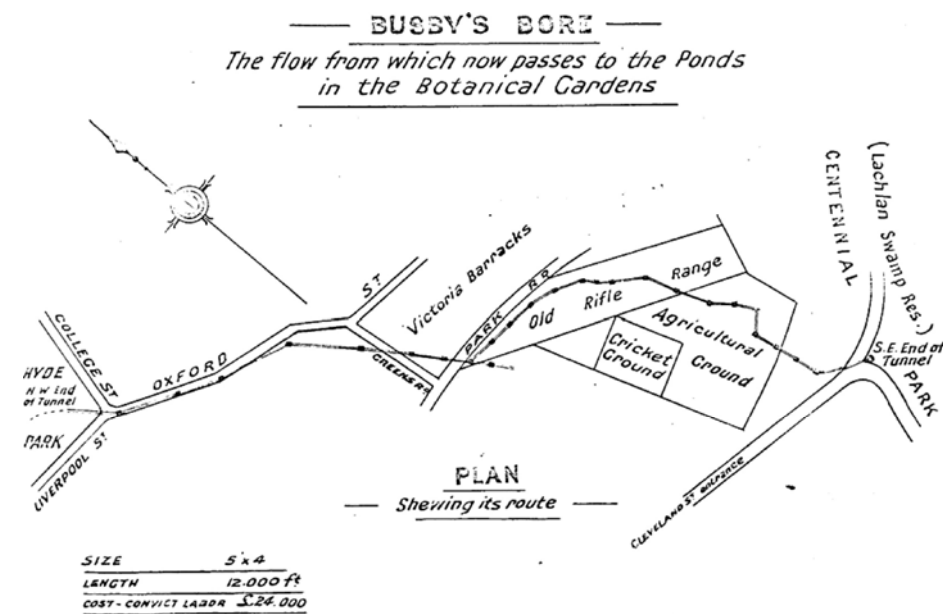 BUSBY'S BORE
The flow from which now passes to the Ponds
in the Botanical Gardens
CENTENNIAL
PARK
(Lachlan Swamp Res.)
COLLEGE ST
HYDE
N.W. End
of Tunnel
PARK
LIVERPOOL ST
OXFORD
ST
GREENS RD
Victoria Barracks
PARK RD
Old Rifle Range
Agricultural
Ground
Cricket
Ground
S.E. End of
Tunnel
CLEVELAND ST entrance
PLAN
Shewing its route
SIZE 5'x4
LENGTH 12.000 ft
COST-CONVICT LABOR £24.000